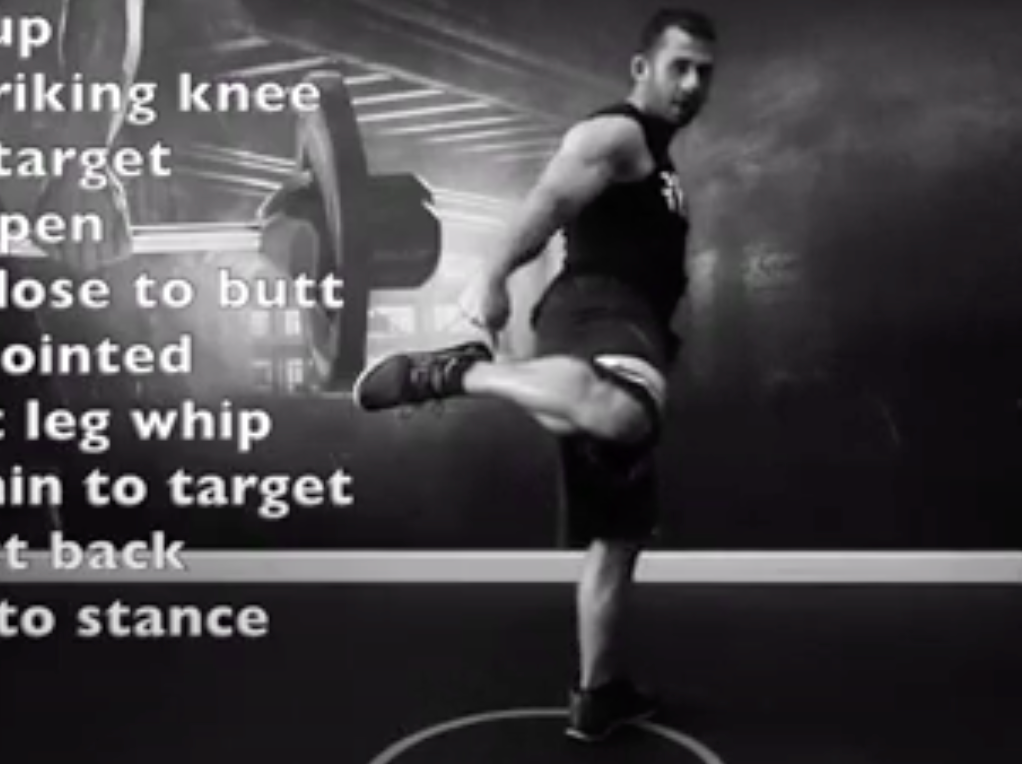 up
riking knee
target
pen
lose to butt
ointed
t leg whip
in to target
t back
to stance